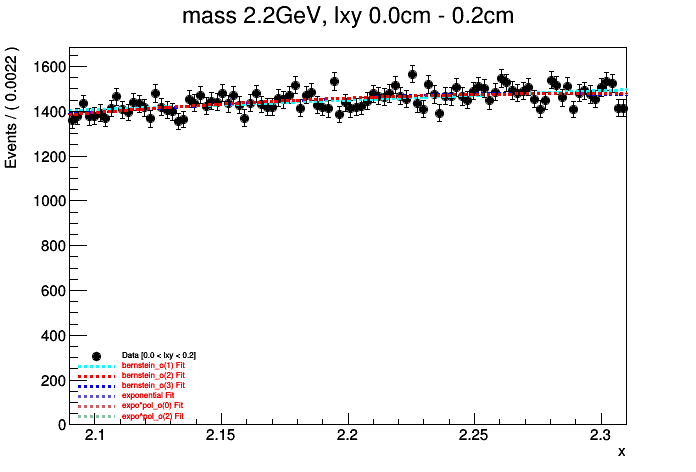 mass 2.2GeV, lxy 0.0cm - 0.2cm
Events / ( 0.0022 )
1600
1400
1200
1000
800
600
400
200
0
Data [0.0 < lxy < 0.2]
bernstein_o(1) Fit
bernstein_o(2) Fit
bernstein_o(3) Fit
exponential Fit
expo*pol_o(0) Fit
expo*pol_o(2) Fit
2.1 2.15 2.2 2.25 2.3
x